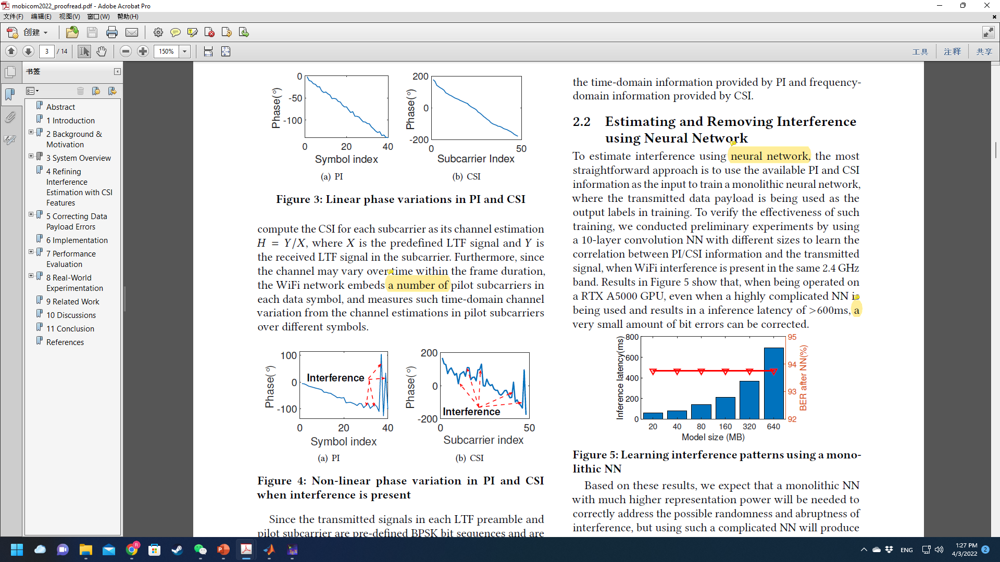 mobicom2022_proofread.pdf - Adobe Acrobat Pro
文件(F) 编辑(E) 视图(V) 窗口(W) 帮助(H)
创建
3 / 14
150%
工具 注释 共享
书签
Abstract
1 Introduction
2 Background &
Motivation
3 System Overview
4 Refining
Interference
Estimation with CSI
Features
5 Correcting Data
Payload Errors
6 Implementation
7 Performance
Evaluation
8 Real-World
Experimentation
9 Related Work
10 Discussions
11 Conclusion
References
0
-50
-100
Phase(°)
0 20 40
Symbol index
(a) PI
200
0
-200
Phase(°)
0 50
Subcarrier Index
(b) CSI
Figure 3: Linear phase variations in PI and CSI
compute the CSI for each subcarrier as its channel estimation
H = Y/X, where X is the predefined LTF signal and Y is
the received LTF signal in the subcarrier. Furthermore, since
the channel may vary over time within the frame duration,
the WiFi network embeds a number of pilot subcarriers in
each data symbol, and measures such time-domain channel
variation from the channel estimations in pilot subcarriers
over different symbols.
100
0
-100
Phase(°)
Interference
0 20 40
Symbol index
(a) PI
200
0
-200
Phase(°)
Interference
0 50
Subcarrier index
(b) CSI
Figure 4: Non-linear phase variation in PI and CSI
when interference is present
Since the transmitted signals in each LTF preamble and
pilot subcarrier are pre-defined BPSK bit sequences and are
the time-domain information provided by PI and frequency-
domain information provided by CSI.
2.2 Estimating and Removing Interference
using Neural Network
To estimate interference using neural network, the most
straightforward approach is to use the available PI and CSI
information as the input to train a monolithic neural network,
where the transmitted data payload is being used as the
output labels in training. To verify the effectiveness of such
training, we conducted preliminary experiments by using
a 10-layer convolution NN with different sizes to learn the
correlation between PI/CSI information and the transmitted
signal, when WiFi interference is present in the same 2.4 GHz
band. Results in Figure 5 show that, when being operated on
a RTX A5000 GPU, even when a highly complicated NN is
being used and results in a inference latency of >600ms, a
very small amount of bit errors can be corrected.
800
600
400
200
0
Inference latency(ms)
95
94
93
92
BER after NN(%)
20 40 80 160 320 640
Model size (MB)
Figure 5: Learning interference patterns using a mono-
lithic NN
Based on these results, we expect that a monolithic NN
with much higher representation power will be needed to
correctly address the possible randomness and abruptness of
interference, but using such a complicated NN will produce
ENG
1:27 PM
4/3/2022
2